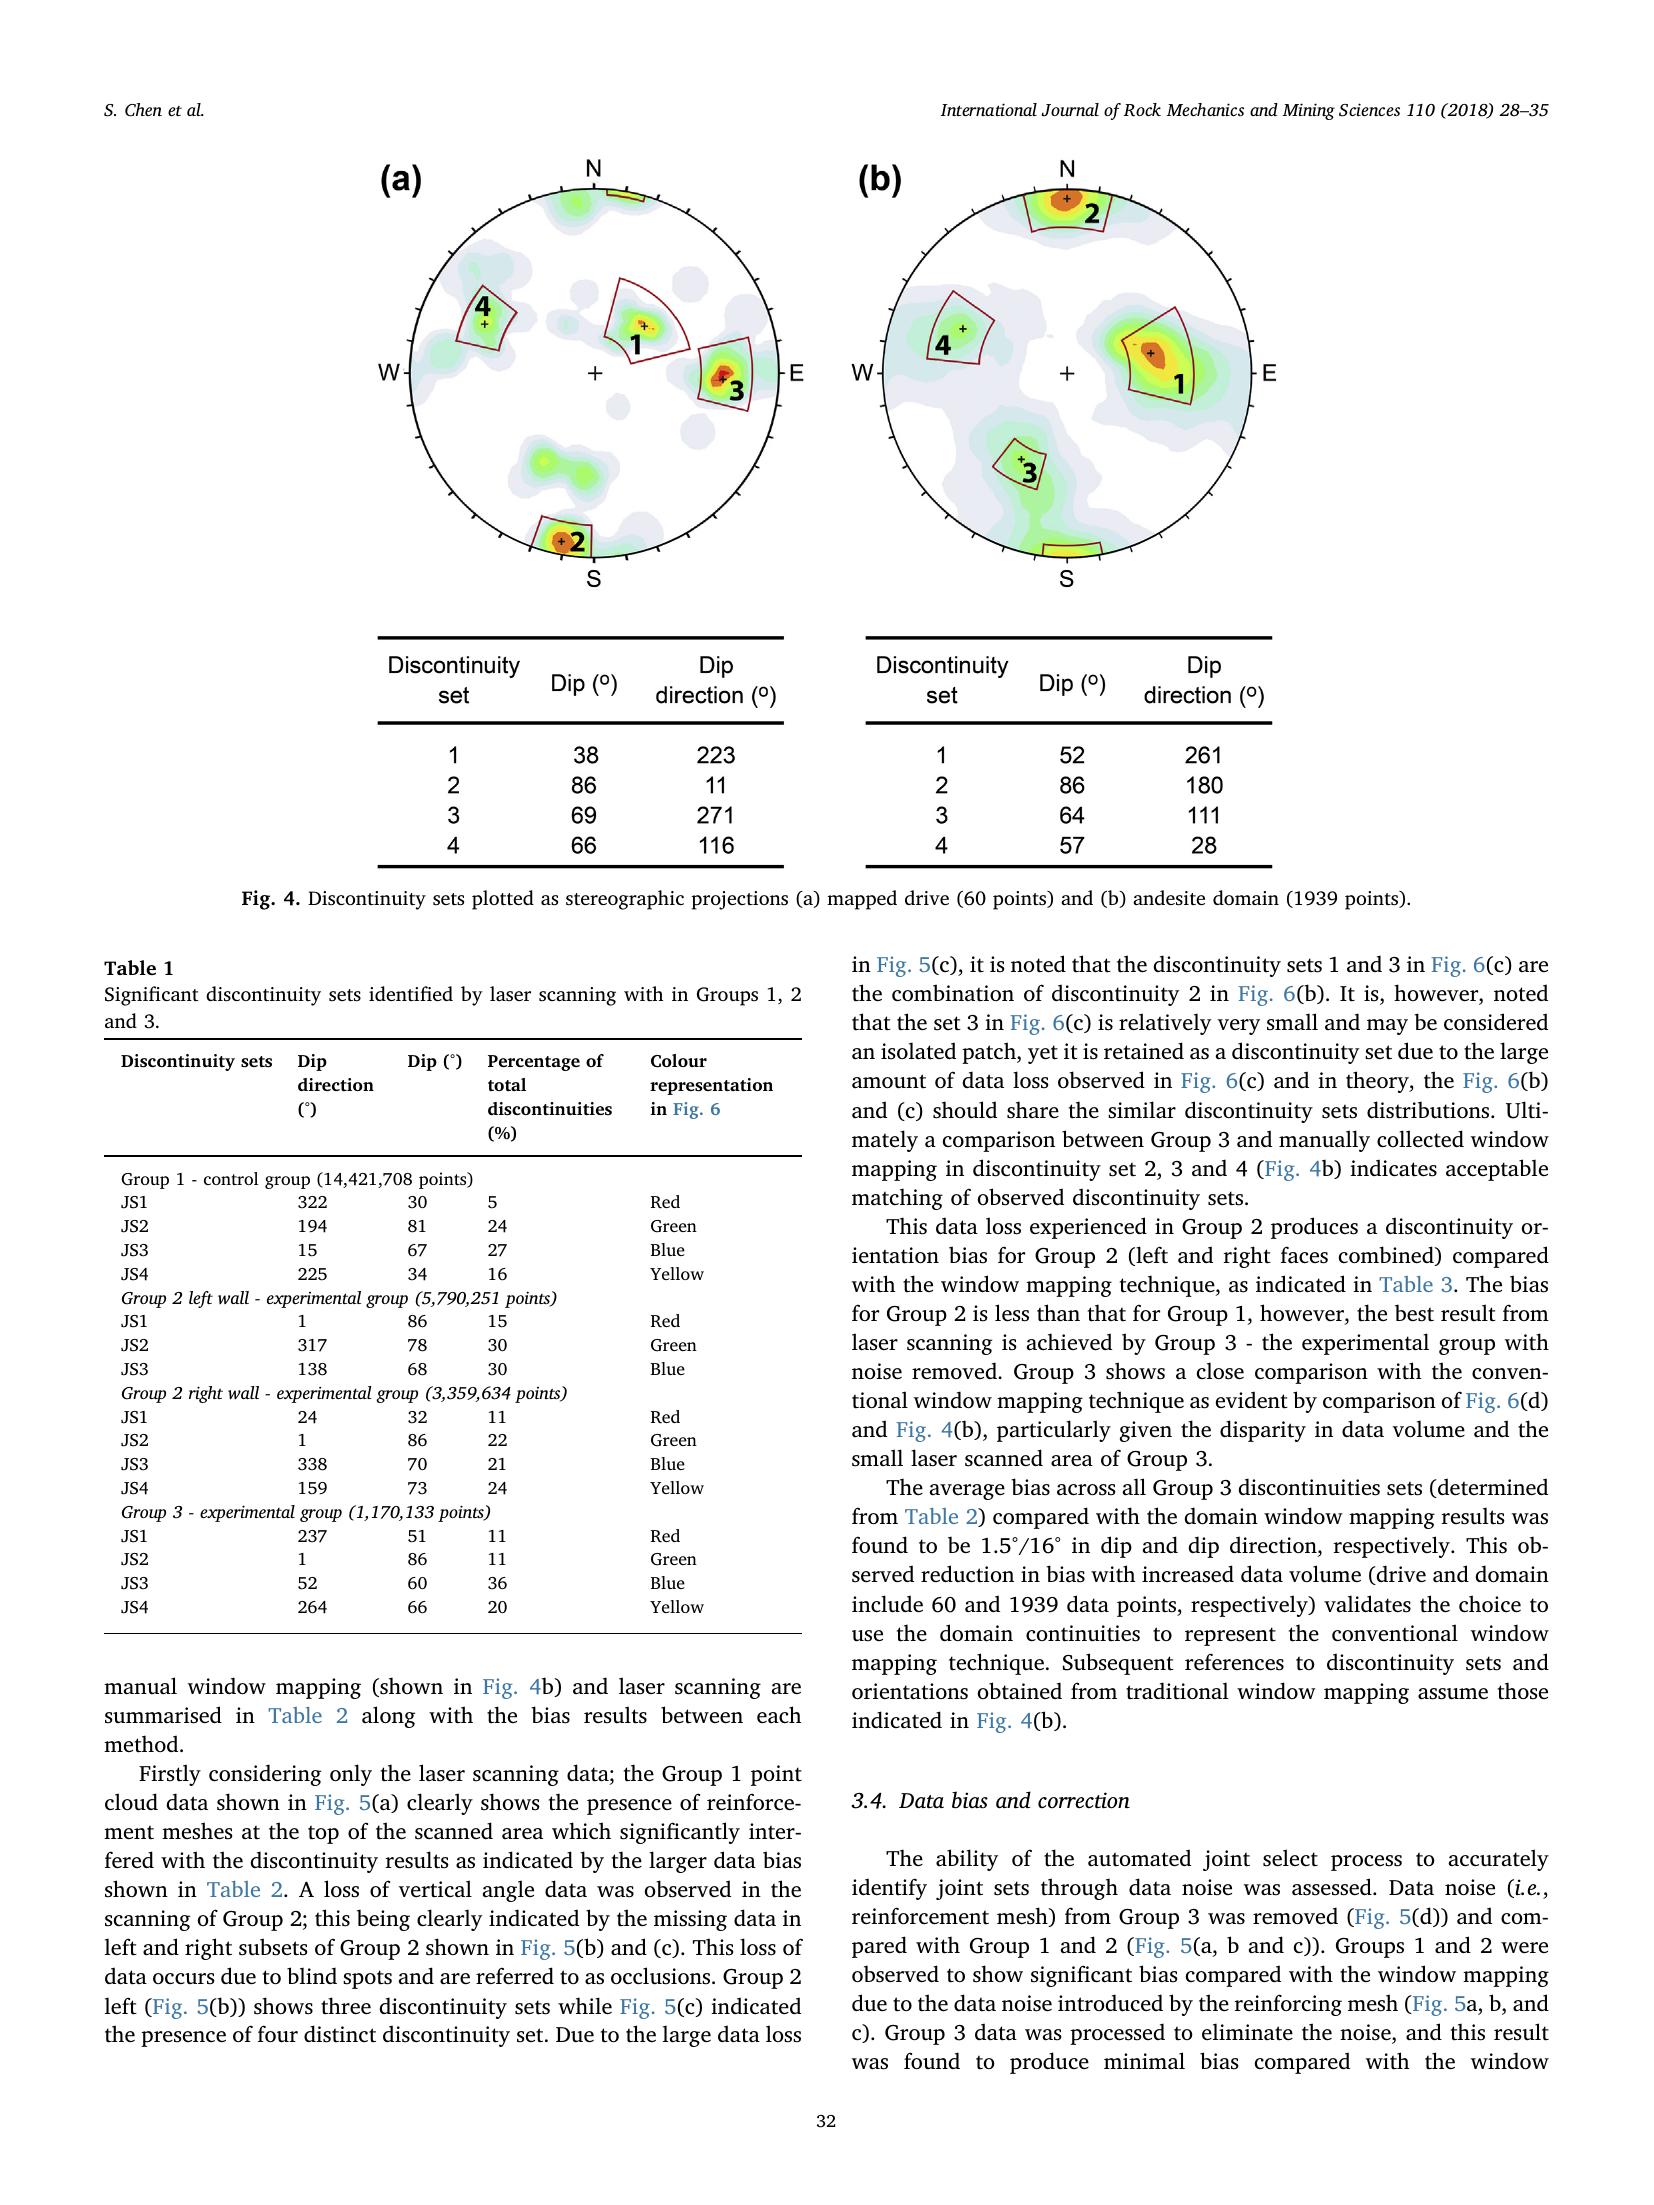 S. Chen et al.
International Journal of Rock Mechanics and Mining Sciences 110 (2018) 28–35
(a)
N
W
E
S
4
1
3
2
(b)
N
W
E
S
2
4
1
3
Discontinuity set Dip (º) Dip direction (º)
1 38 223
2 86 11
3 69 271
4 66 116
Discontinuity set Dip (º) Dip direction (º)
1 52 261
2 86 180
3 64 111
4 57 28
Fig. 4. Discontinuity sets plotted as stereographic projections (a) mapped drive (60 points) and (b) andesite domain (1939 points).
Table 1
Significant discontinuity sets identified by laser scanning with in Groups 1, 2
and 3.
Discontinuity sets Dip direction (°) Dip (°) Percentage of total discontinuities (%) Colour representation in Fig. 6
Group 1 - control group (14,421,708 points)
JS1 322 30 5 Red
JS2 194 81 24 Green
JS3 15 67 27 Blue
JS4 225 34 16 Yellow
Group 2 left wall - experimental group (5,790,251 points)
JS1 1 86 15 Red
JS2 317 78 30 Green
JS3 138 68 30 Blue
Group 2 right wall - experimental group (3,359,634 points)
JS1 24 32 11 Red
JS2 1 86 22 Green
JS3 338 70 21 Blue
JS4 159 73 24 Yellow
Group 3 - experimental group (1,170,133 points)
JS1 237 51 11 Red
JS2 1 86 11 Green
JS3 52 60 36 Blue
JS4 264 66 20 Yellow
manual window mapping (shown in Fig. 4b) and laser scanning are
summarised in Table 2 along with the bias results between each
method.
Firstly considering only the laser scanning data; the Group 1 point
cloud data shown in Fig. 5(a) clearly shows the presence of reinforce-
ment meshes at the top of the scanned area which significantly inter-
fered with the discontinuity results as indicated by the larger data bias
shown in Table 2. A loss of vertical angle data was observed in the
scanning of Group 2; this being clearly indicated by the missing data in
left and right subsets of Group 2 shown in Fig. 5(b) and (c). This loss of
data occurs due to blind spots and are referred to as occlusions. Group 2
left (Fig. 5(b)) shows three discontinuity sets while Fig. 5(c) indicated
the presence of four distinct discontinuity set. Due to the large data loss
in Fig. 5(c), it is noted that the discontinuity sets 1 and 3 in Fig. 6(c) are
the combination of discontinuity 2 in Fig. 6(b). It is, however, noted
that the set 3 in Fig. 6(c) is relatively very small and may be considered
an isolated patch, yet it is retained as a discontinuity set due to the large
amount of data loss observed in Fig. 6(c) and in theory, the Fig. 6(b)
and (c) should share the similar discontinuity sets distributions. Ulti-
mately a comparison between Group 3 and manually collected window
mapping in discontinuity set 2, 3 and 4 (Fig. 4b) indicates acceptable
matching of observed discontinuity sets.
This data loss experienced in Group 2 produces a discontinuity or-
ientation bias for Group 2 (left and right faces combined) compared
with the window mapping technique, as indicated in Table 3. The bias
for Group 2 is less than that for Group 1, however, the best result from
laser scanning is achieved by Group 3 - the experimental group with
noise removed. Group 3 shows a close comparison with the conven-
tional window mapping technique as evident by comparison of Fig. 6(d)
and Fig. 4(b), particularly given the disparity in data volume and the
small laser scanned area of Group 3.
The average bias across all Group 3 discontinuities sets (determined
from Table 2) compared with the domain window mapping results was
found to be 1.5°/16° in dip and dip direction, respectively. This ob-
served reduction in bias with increased data volume (drive and domain
include 60 and 1939 data points, respectively) validates the choice to
use the domain continuities to represent the conventional window
mapping technique. Subsequent references to discontinuity sets and
orientations obtained from traditional window mapping assume those
indicated in Fig. 4(b).
3.4. Data bias and correction
The ability of the automated joint select process to accurately
identify joint sets through data noise was assessed. Data noise (i.e.,
reinforcement mesh) from Group 3 was removed (Fig. 5(d)) and com-
pared with Group 1 and 2 (Fig. 5(a, b and c)). Groups 1 and 2 were
observed to show significant bias compared with the window mapping
due to the data noise introduced by the reinforcing mesh (Fig. 5a, b, and
c). Group 3 data was processed to eliminate the noise, and this result
was found to produce minimal bias compared with the window
32